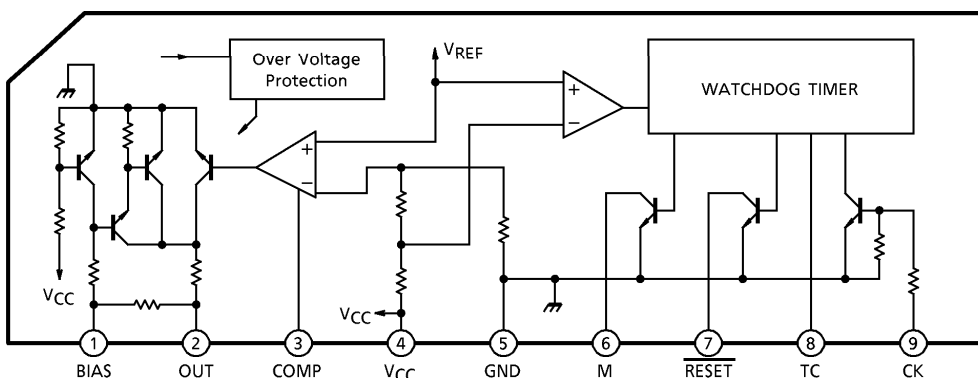 Over Voltage
Protection
VREF
WATCHDOG TIMER
+
−
+
−
VCC
VCC
1 2 3 4 5 6 7 8 9
BIAS OUT COMP VCC GND M RESET TC CK